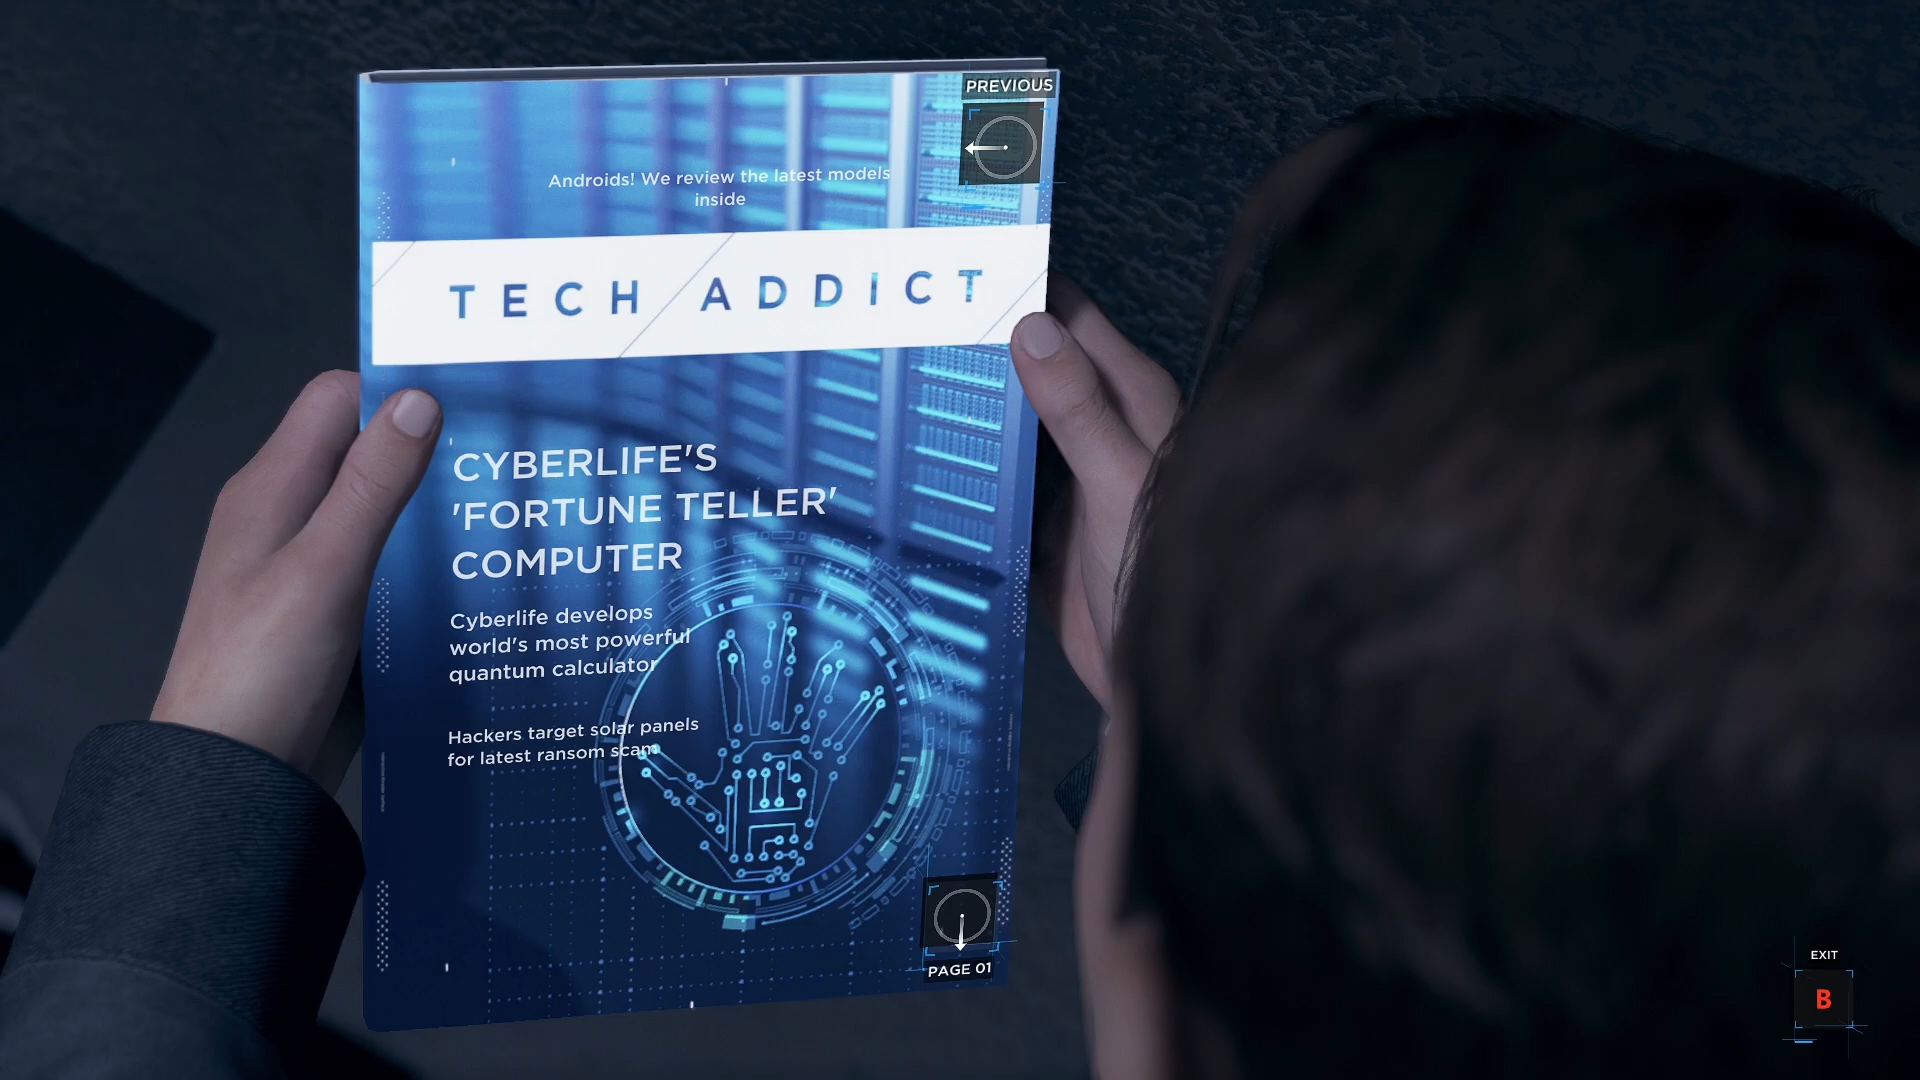 PREVIOUS
Androids! We review the latest models
inside
TECH ADDICT
CYBERLIFE'S
'FORTUNE TELLER'
COMPUTER
Cyberlife develops
world's most powerful
quantum calculator
Hackers target solar panels
for latest ransom scam
PAGE 01
EXIT
B